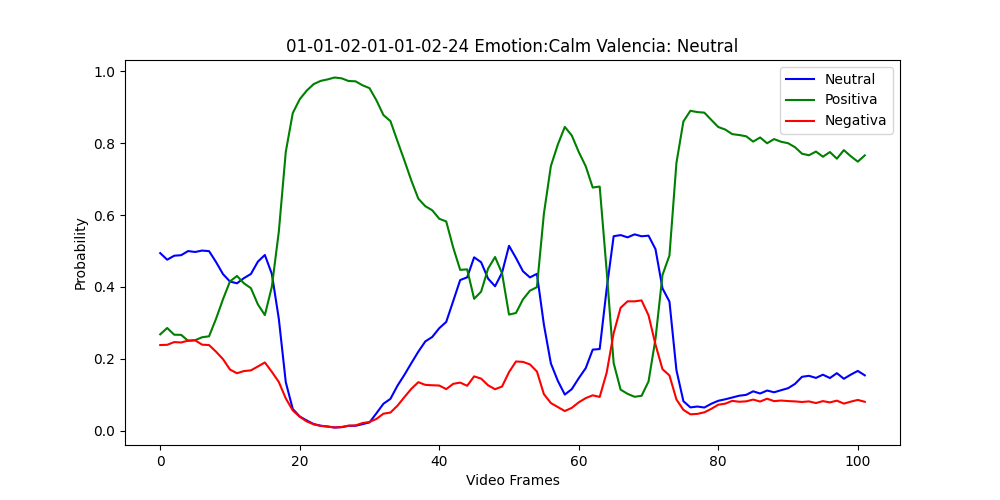 01-01-02-01-01-02-24 Emotion:Calm Valencia: Neutral
Neutral
Positiva
Negativa
Probability
1.0
0.8
0.6
0.4
0.2
0.0
0 20 40 60 80 100
Video Frames